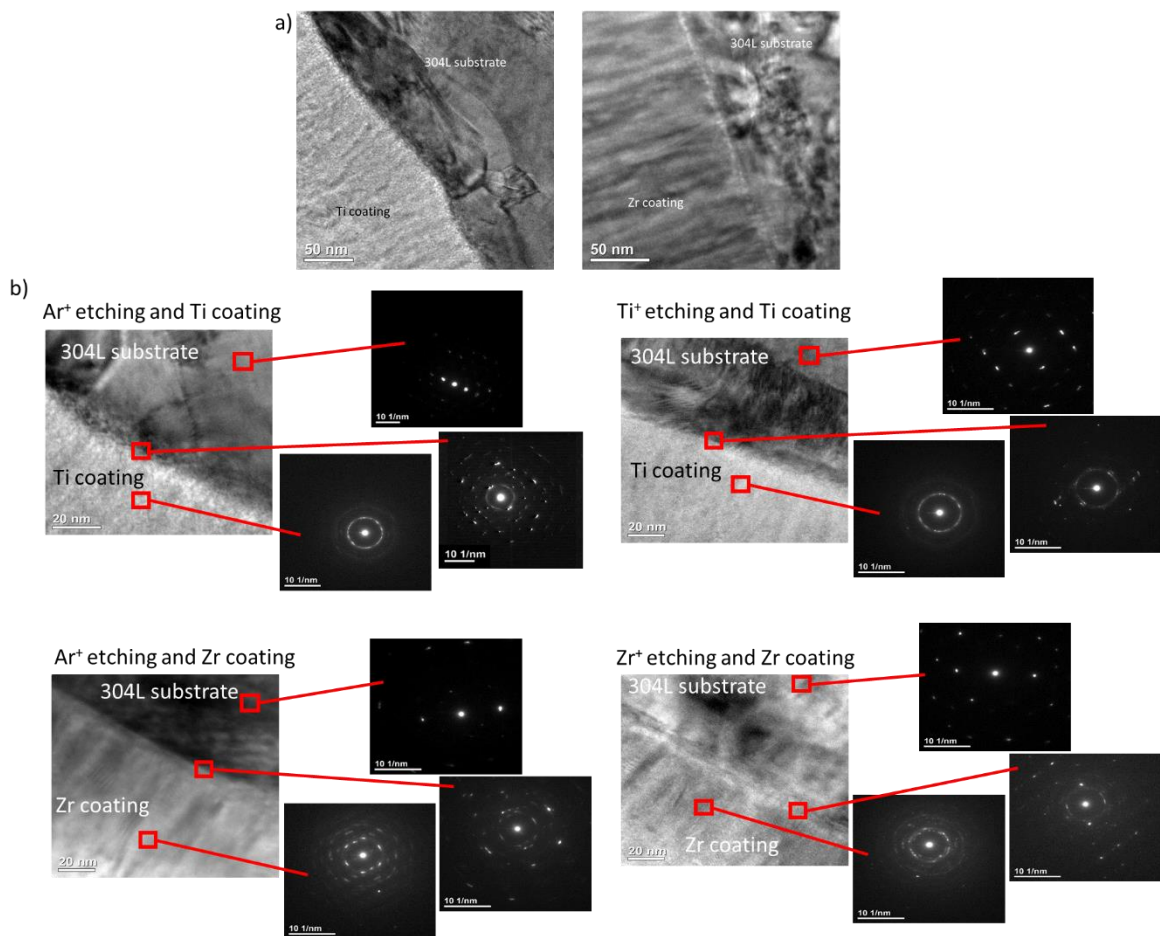 a)
304L substrate
Ti coating
50 nm
304L substrate
Zr coating
50 nm
b)
Ar⁺ etching and Ti coating
304L substrate
Ti coating
20 nm
10 1/nm
10 1/nm
10 1/nm
Ti⁺ etching and Ti coating
304L substrate
Ti coating
20 nm
10 1/nm
10 1/nm
10 1/nm
Ar⁺ etching and Zr coating
304L substrate
Zr coating
20 nm
10 1/nm
10 1/nm
10 1/nm
Zr⁺ etching and Zr coating
304L substrate
Zr coating
20 nm
10 1/nm
10 1/nm
10 1/nm